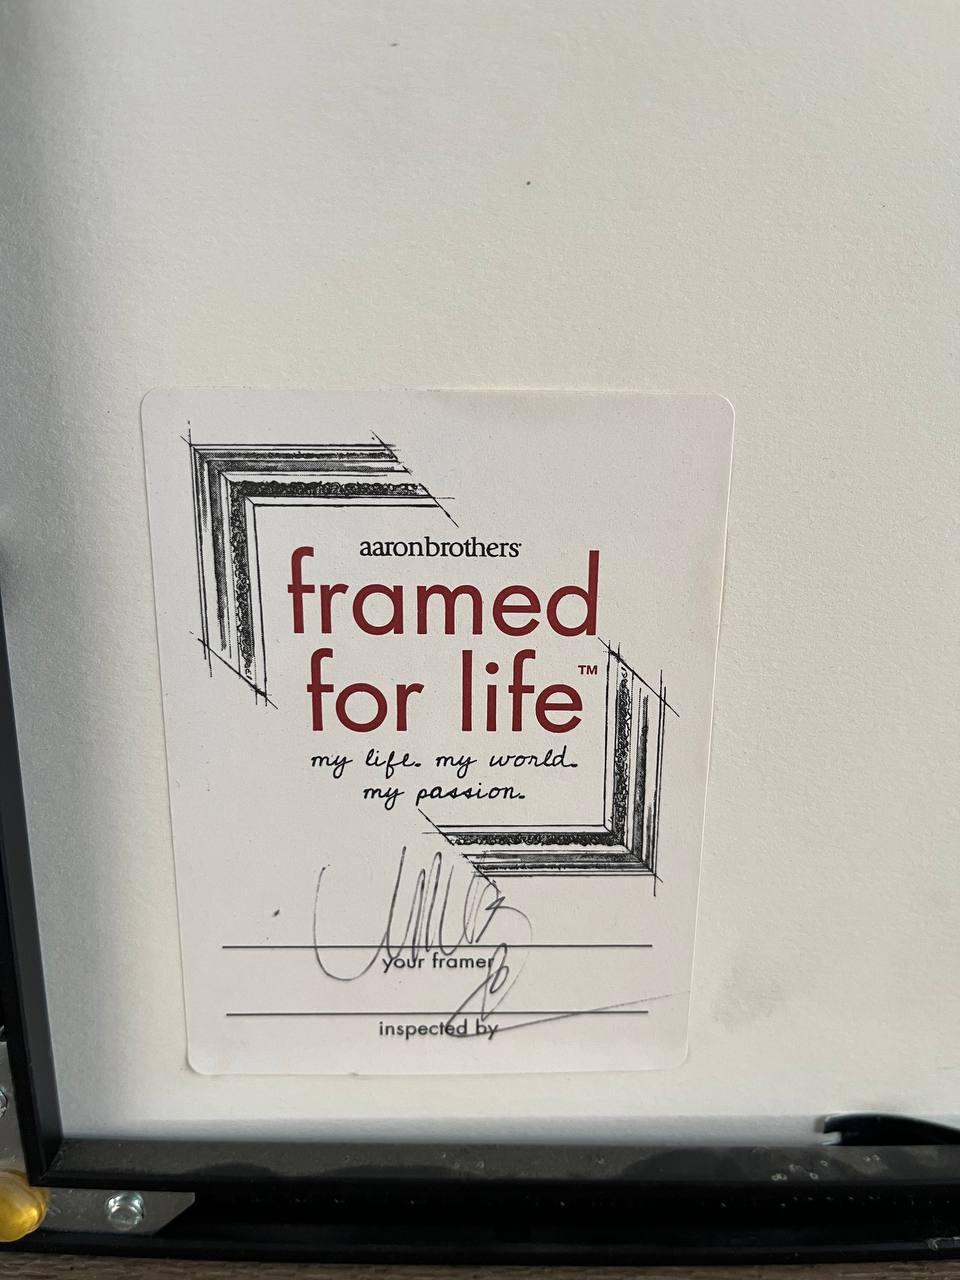 aaronbrothers
framed
for life™
my life. my world.
my passion.
your framer
inspected by